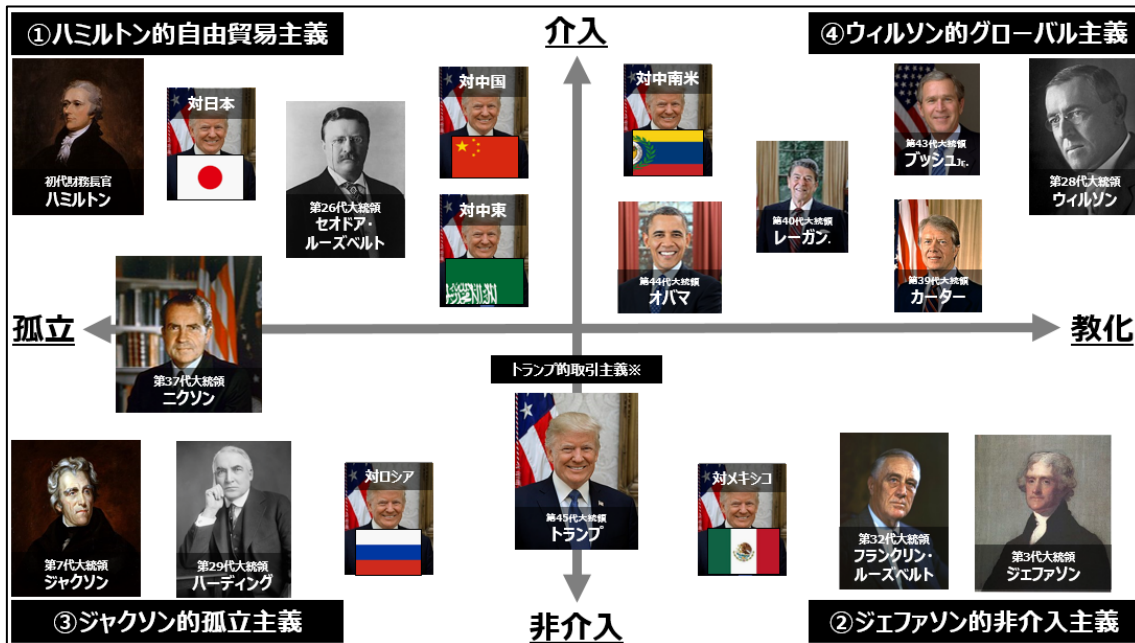 ①ハミルトン的自由貿易主義
介入
④ウィルソン的グローバル主義
初代財務長官
ハミルトン
対日本
第26代大統領
セオドア・
ルーズベルト
対中国
対中東
対中南米
第44代大統領
オバマ
第40代大統領
レーガン.
第43代大統領
ブッシュJr.
第39代大統領
カーター
第28代大統領
ウィルソン
孤立
教化
第37代大統領
ニクソン
トランプ的取引主義※
第7代大統領
ジャクソン
第29代大統領
ハーディング
対ロシア
第45代大統領
トランプ
対メキシコ
第32代大統領
フランクリン・
ルーズベルト
第3代大統領
ジェファソン
③ジャクソン的孤立主義
非介入
②ジェファソン的非介入主義